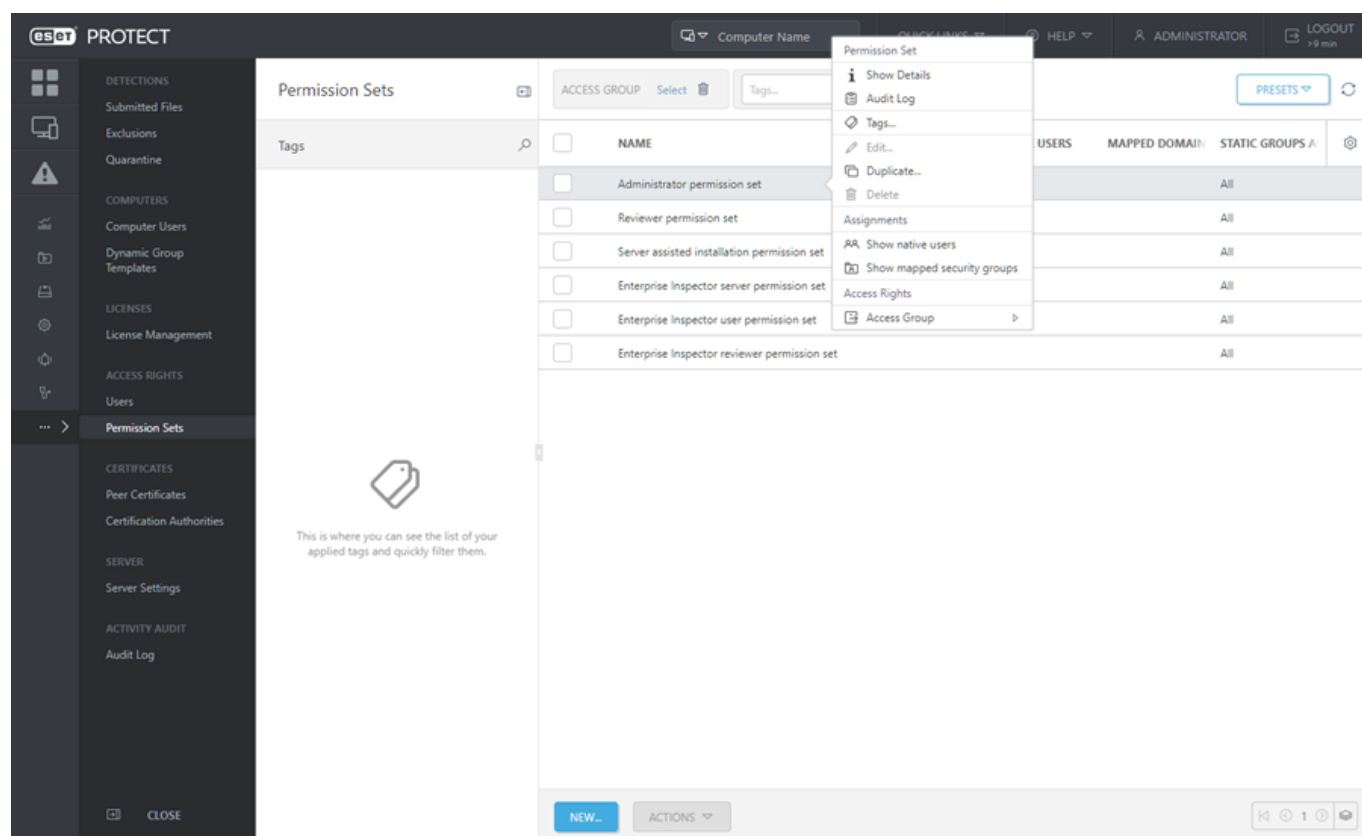 eset PROTECT
Computer Name
HELP
ADMINISTRATOR
LOGOUT
>9 min
DETECTIONS
Submitted Files
Exclusions
Quarantine
COMPUTERS
Computer Users
Dynamic Group
Templates
LICENSES
License Management
ACCESS RIGHTS
Users
Permission Sets
CERTIFICATES
Peer Certificates
Certification Authorities
SERVER
Server Settings
ACTIVITY AUDIT
Audit Log
CLOSE
Permission Sets
Tags
This is where you can see the list of your
applied tags and quickly filter them.
ACCESS GROUP Select
Tags...
PRESETS
NAME
USERS
MAPPED DOMAIN
STATIC GROUPS A
Administrator permission set
All
Reviewer permission set
All
Server assisted installation permission set
All
Enterprise Inspector server permission set
All
Enterprise Inspector user permission set
All
Enterprise Inspector reviewer permission set
All
Permission Set
Show Details
Audit Log
Tags...
Edit...
Duplicate...
Delete
Assignments
Show native users
Show mapped security groups
Access Rights
Access Group
NEW...
ACTIONS
1